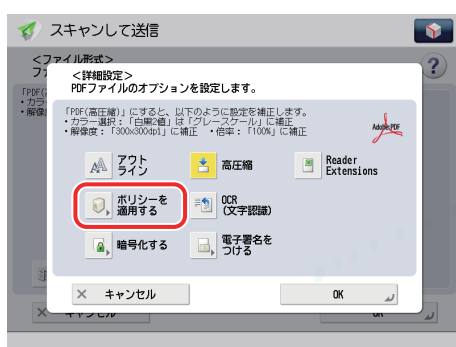 スキャンして送信
<ファイル形式>
?
<詳細設定>
PDFファイルのオプションを設定します。
「PDF(高圧縮)」にすると、以下のように設定を補正します。
・カラー選択:「白黒2値」は「グレースケール」に補正
・解像度:「300x300dpi」に補正 ・倍率:「100%」に補正
Adobe PDF
アウト
ライン
高圧縮
Reader
Extensions
ポリシーを
適用する
OCR
(文字認識)
暗号化する
電子署名を
つける
× キャンセル
OK